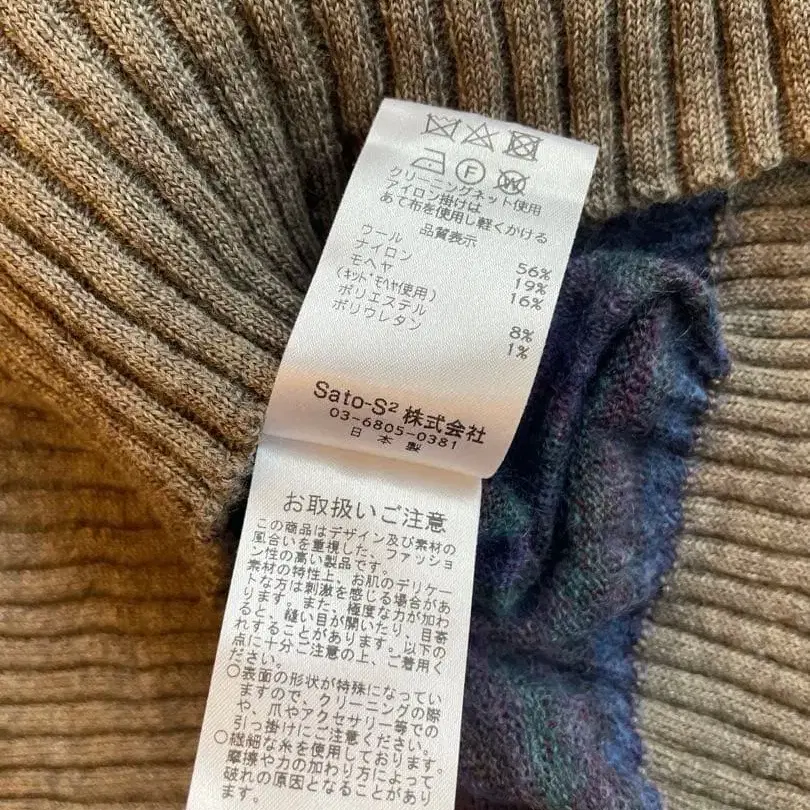 F
W
クリーニングネット使用
アイロン掛けは
あて布を使用し軽くかける
品質表示
ウール 56%
ナイロン 19%
モヘヤ 16%
(キッドモヘヤ使用)
ポリエステル 8%
ポリウレタン 1%
Sato-S² 株式会社
03-6805-0381
日本製
お取扱いご注意
この商品はデザイン及び素材の
風合いを重視した、ファッショ
ン性の高い製品です。
素材の特性上、お肌のデリケー
トな方は刺激を感じる場合があ
ります。また、極度な力が加わ
ると、縫い目が開いたり、目寄
れすることがあります。以下の
点に十分ご注意の上、ご着用く
ださい。
○表面の形状が特殊になってい
ますので、クリーニングの際
や、爪やアクセサリー等での
引っ掛けにご注意ください。
○繊細な糸を使用しております。
摩擦や力の加わり方によって
破れの原因となることがあり
ます。